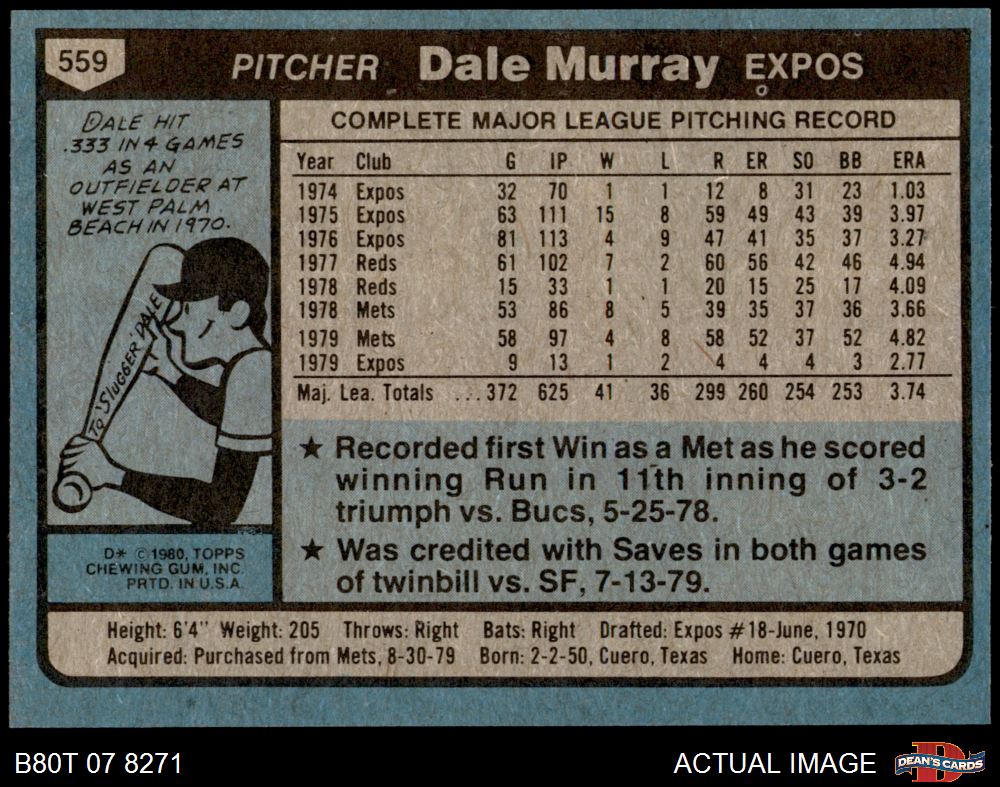 559 PITCHER Dale Murray EXPOS
DALE HIT
.333 IN 4 GAMES
AS AN
OUTFIELDER AT
WEST PALM
BEACH IN 1970.
TO 'SLUGGER' DALE
D* © 1980, TOPPS
CHEWING GUM, INC.
PRTD. IN U.S.A.
COMPLETE MAJOR LEAGUE PITCHING RECORD
Year Club G IP W L R ER SO BB ERA
1974 Expos 32 70 1 1 12 8 31 23 1.03
1975 Expos 63 111 15 8 59 49 43 39 3.97
1976 Expos 81 113 4 9 47 41 35 37 3.27
1977 Reds 61 102 7 2 60 56 42 46 4.94
1978 Reds 15 33 1 1 20 15 25 17 4.09
1978 Mets 53 86 8 5 39 35 37 36 3.66
1979 Mets 58 97 4 8 58 52 37 52 4.82
1979 Expos 9 13 1 2 4 4 4 3 2.77
Maj. Lea. Totals ...372 625 41 36 299 260 254 253 3.74
★ Recorded first Win as a Met as he scored
winning Run in 11th inning of 3-2
triumph vs. Bucs, 5-25-78.
★ Was credited with Saves in both games
of twinbill vs. SF, 7-13-79.
Height: 6'4" Weight: 205 Throws: Right Bats: Right Drafted: Expos #18-June, 1970
Acquired: Purchased from Mets, 8-30-79 Born: 2-2-50, Cuero, Texas Home: Cuero, Texas
B80T 07 8271 ACTUAL IMAGE D DEAN'S CARDS